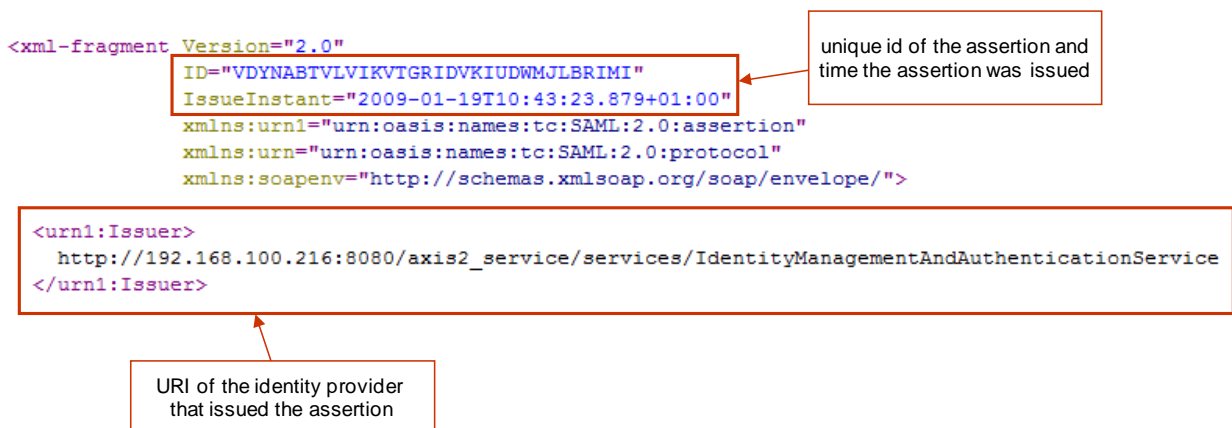 <xml-fragment Version="2.0"
ID="VDYNABTVLVIKVTGRIDVKIUDWMJLBRIMI"
IssueInstant="2009-01-19T10:43:23.879+01:00"
xmlns:urn1="urn:oasis:names:tc:SAML:2.0:assertion"
xmlns:urn="urn:oasis:names:tc:SAML:2.0:protocol"
xmlns:soapenv="http://schemas.xmlsoap.org/soap/envelope/">
unique id of the assertion and
time the assertion was issued
<urn1:Issuer>
http://192.168.100.216:8080/axis2_service/services/IdentityManagementAndAuthenticationService
</urn1:Issuer>
URI of the identity provider
that issued the assertion